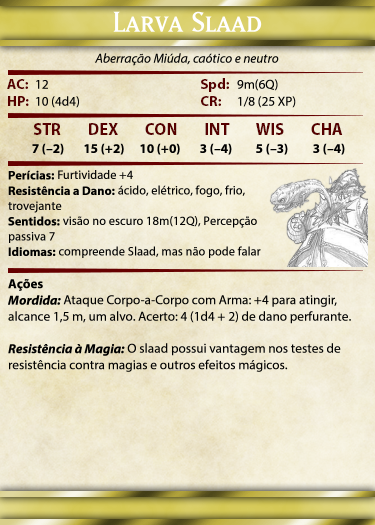 Larva Slaad
Aberração Miúda, caótico e neutro
AC: 12 Spd: 9m(6Q)
HP: 10 (4d4) CR: 1/8 (25 XP)
STR DEX CON INT WIS CHA
7 (–2) 15 (+2) 10 (+0) 3 (–4) 5 (–3) 3 (–4)
Perícias: Furtividade +4
Resistência a Dano: ácido, elétrico, fogo, frio,
trovejante
Sentidos: visão no escuro 18m(12Q), Percepção
passiva 7
Idiomas: compreende Slaad, mas não pode falar
Ações
Mordida: Ataque Corpo-a-Corpo com Arma: +4 para atingir,
alcance 1,5 m, um alvo. Acerto: 4 (1d4 + 2) de dano perfurante.
Resistência à Magia: O slaad possui vantagem nos testes de
resistência contra magias e outros efeitos mágicos.